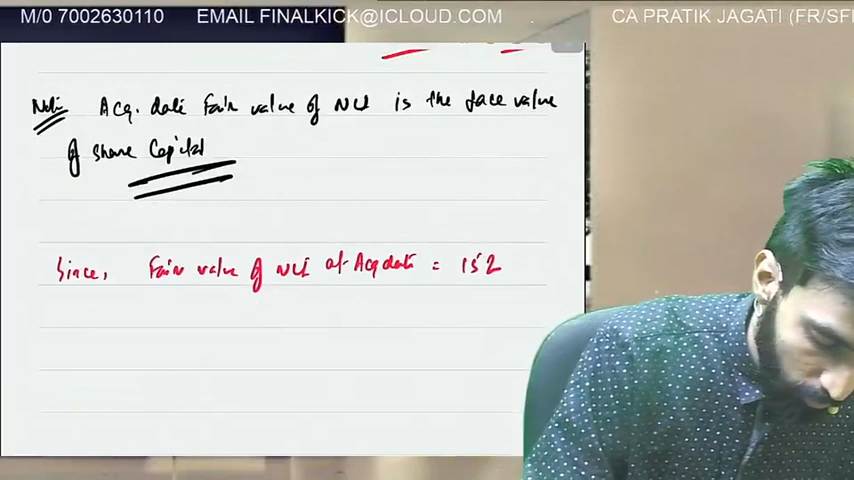 M/0 7002630110 EMAIL FINALKICK@ICLOUD.COM CA PRATIK JAGATI (FR/SFM
Note Acq. date Fair value of NCI is the face value
of share Capital
Since, Fair value of NCI at Acq date = 152